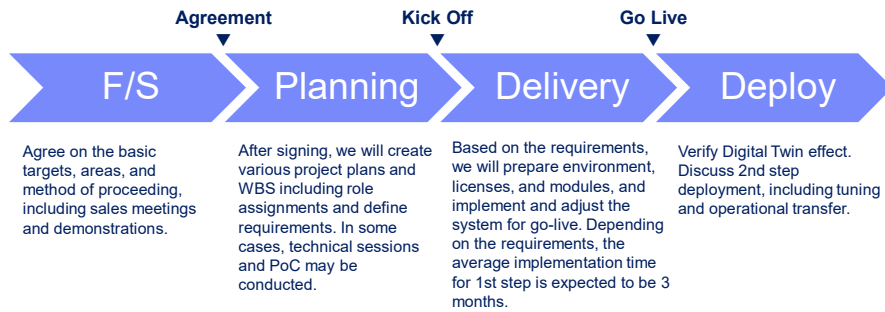 Agreement
Kick Off
Go Live
F/S
Planning
Delivery
Deploy
Agree on the basic
targets, areas, and
method of proceeding,
including sales meetings
and demonstrations.
After signing, we will create
various project plans and
WBS including role
assignments and define
requirements. In some
cases, technical sessions
and PoC may be
conducted.
Based on the requirements,
we will prepare environment,
licenses, and modules, and
implement and adjust the
system for go-live. Depending
on the requirements, the
average implementation time
for 1st step is expected to be 3
months.
Verify Digital Twin effect.
Discuss 2nd step
deployment, including tuning
and operational transfer.